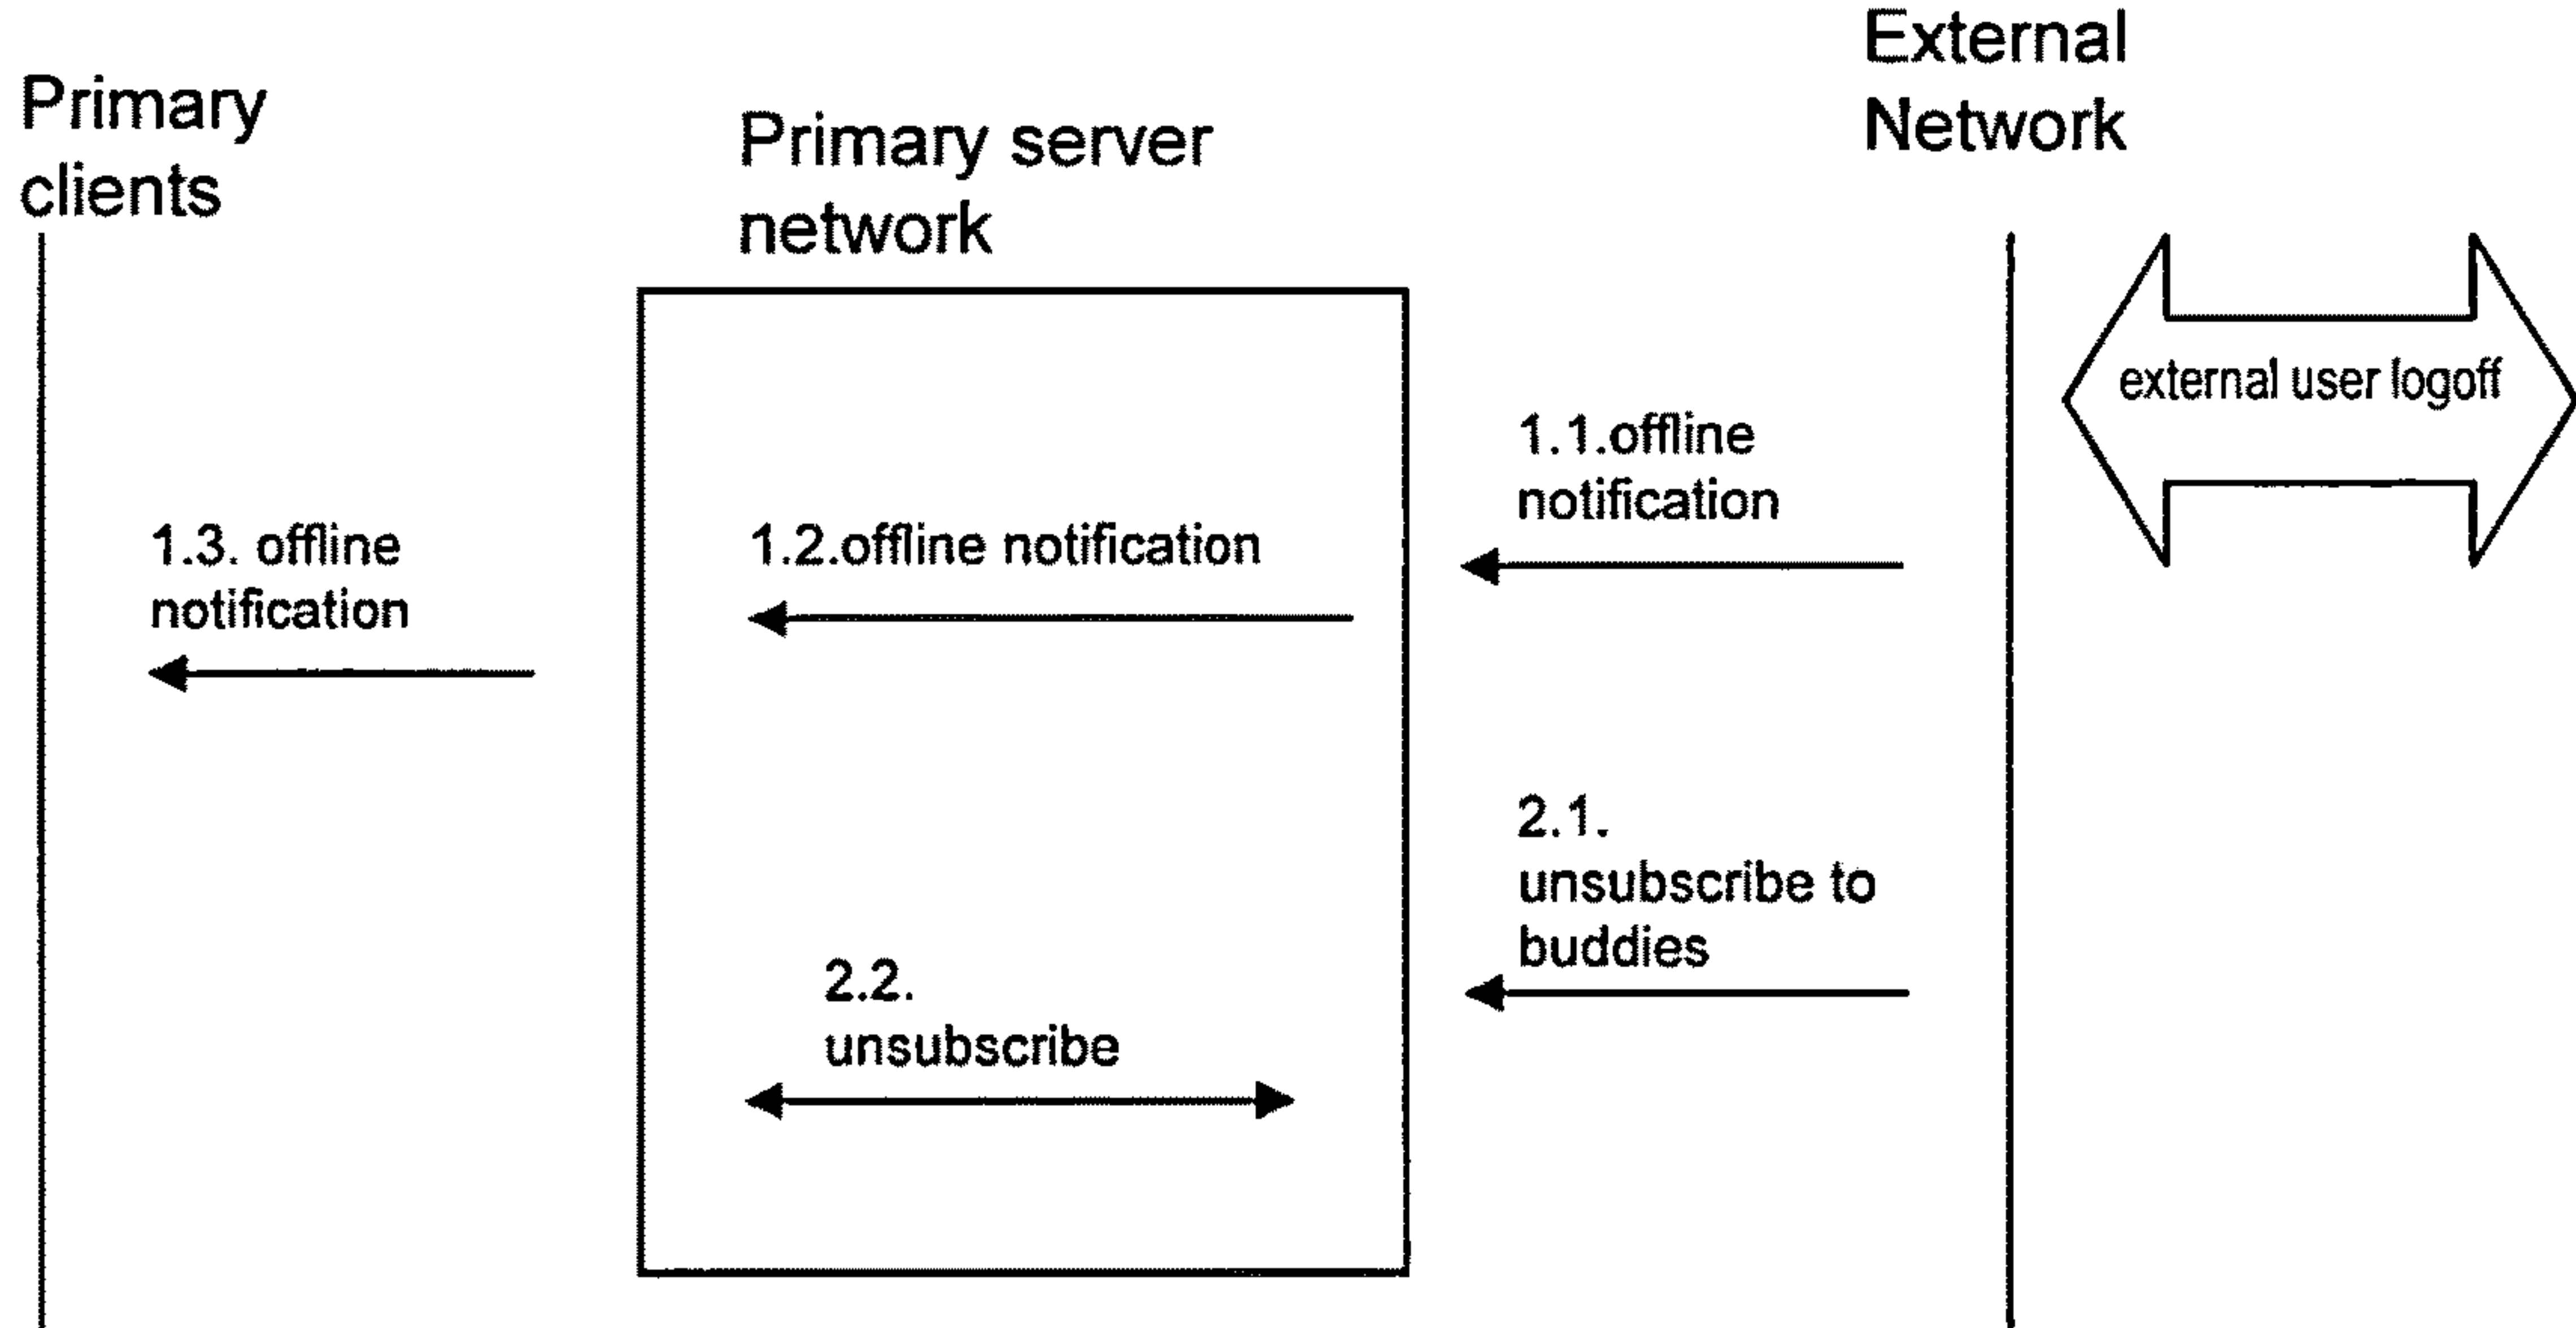 Primary
clients
Primary server
network
External
Network
external user logoff
1.1.offline
notification
1.2.offline notification
1.3. offline
notification
2.1.
unsubscribe to
buddies
2.2.
unsubscribe